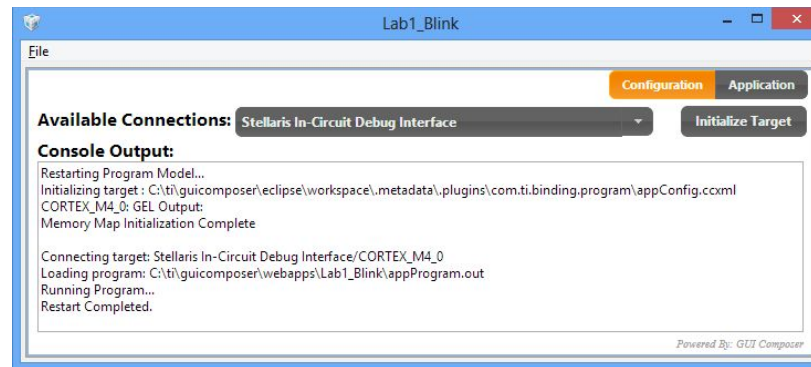 Lab1_Blink
File
Configuration Application
Available Connections: Stellaris In-Circuit Debug Interface Initialize Target
Console Output:
Restarting Program Model...
Initializing target : C:\ti\guicomposer\eclipse\workspace\.metadata\.plugins\com.ti.binding.program\appConfig.ccxml
CORTEX_M4_0: GEL Output:
Memory Map Initialization Complete
Connecting target: Stellaris In-Circuit Debug Interface/CORTEX_M4_0
Loading program: C:\ti\guicomposer\webapps\Lab1_Blink\appProgram.out
Running Program...
Restart Completed.
Powered By: GUI Composer